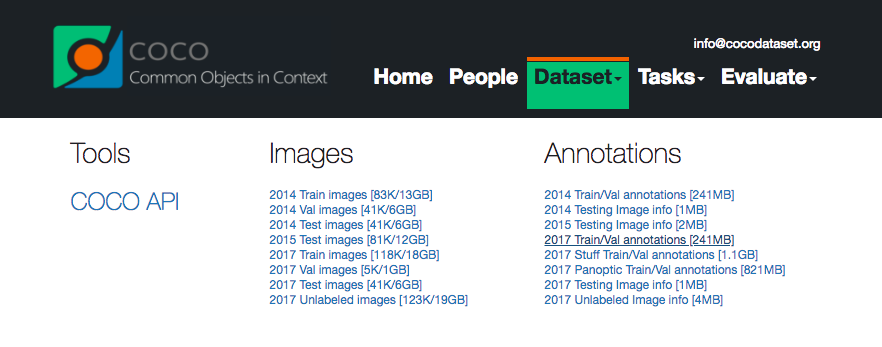 COCO
Common Objects in Context
info@cocodataset.org
Home People Dataset Tasks Evaluate
Tools
COCO API
Images
2014 Train images [83K/13GB]
2014 Val images [41K/6GB]
2014 Test images [41K/6GB]
2015 Test images [81K/12GB]
2017 Train images [118K/18GB]
2017 Val images [5K/1GB]
2017 Test images [41K/6GB]
2017 Unlabeled images [123K/19GB]
Annotations
2014 Train/Val annotations [241MB]
2014 Testing Image info [1MB]
2015 Testing Image info [2MB]
2017 Train/Val annotations [241MB]
2017 Stuff Train/Val annotations [1.1GB]
2017 Panoptic Train/Val annotations [821MB]
2017 Testing Image info [1MB]
2017 Unlabeled Image info [4MB]